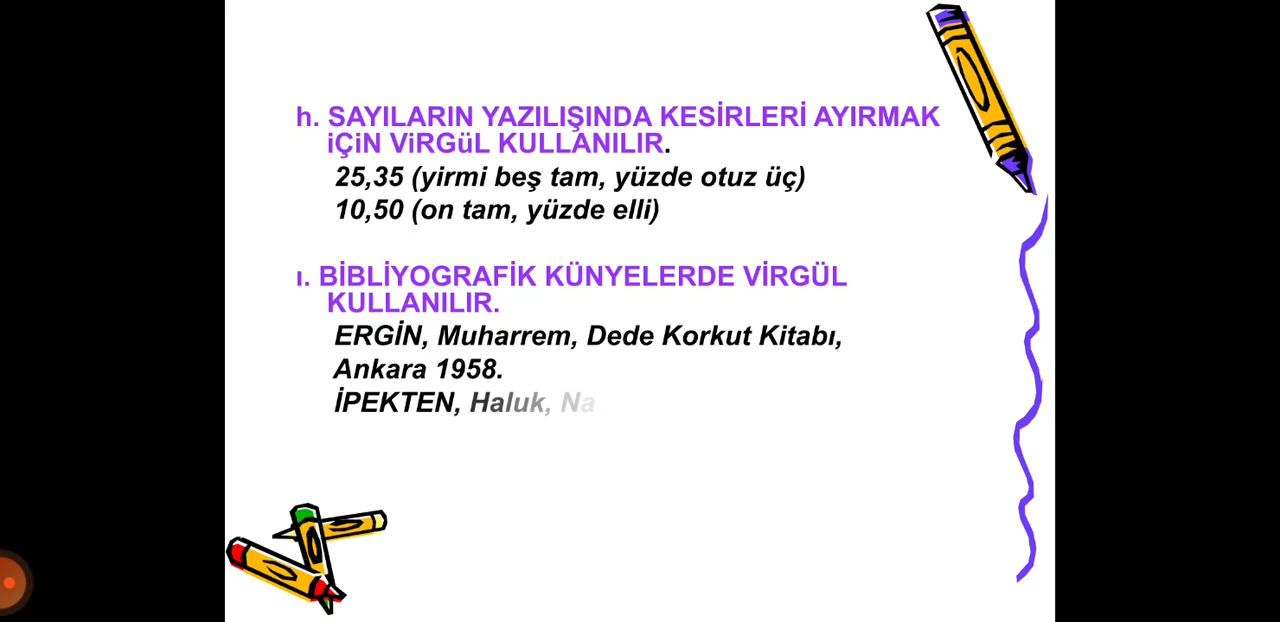 h. SAYILARIN YAZILIŞINDA KESİRLERİ AYIRMAK
iÇiN ViRGüL KULLANILIR.
25,35 (yirmi beş tam, yüzde otuz üç)
10,50 (on tam, yüzde elli)
ı. BİBLİYOGRAFİK KÜNYELERDE VİRGÜL
KULLANILIR.
ERGİN, Muharrem, Dede Korkut Kitabı,
Ankara 1958.
İPEKTEN, Haluk, Na